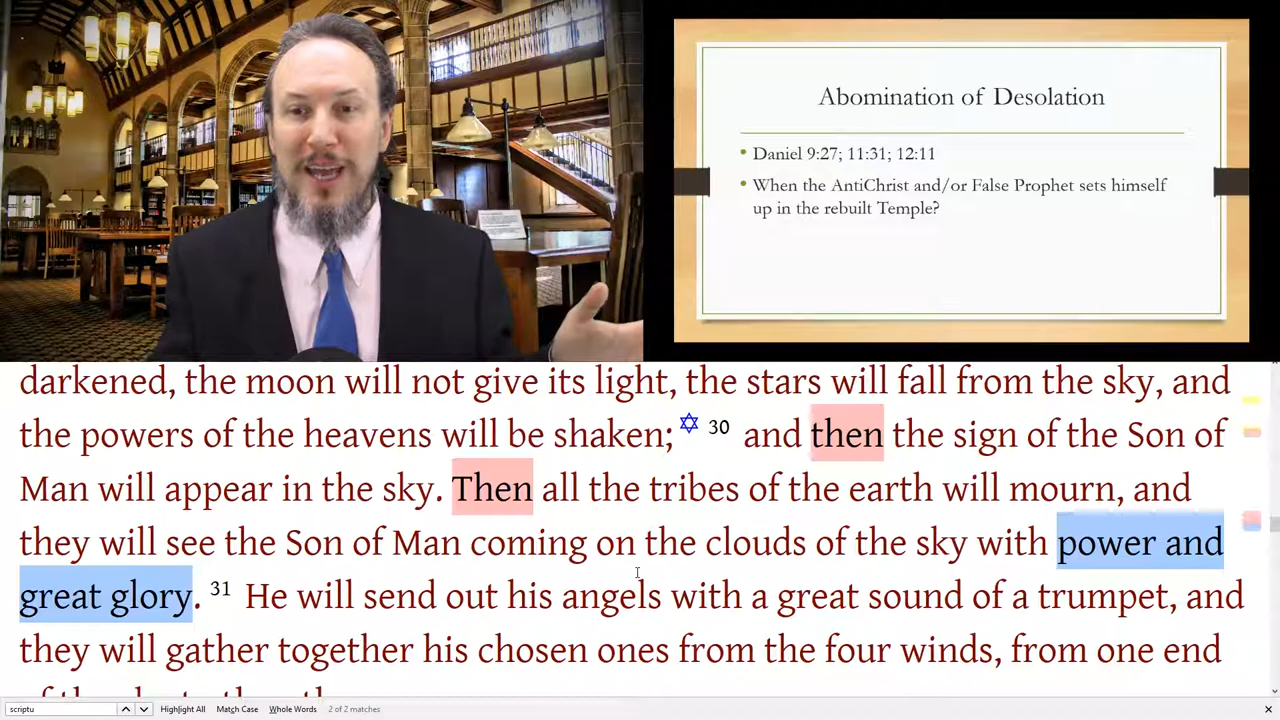 Abomination of Desolation
• Daniel 9:27; 11:31; 12:11
• When the AntiChrist and/or False Prophet sets himself
up in the rebuilt Temple?
darkened, the moon will not give its light, the stars will fall from the sky, and
the powers of the heavens will be shaken;✡ 30 and then the sign of the Son of
Man will appear in the sky. Then all the tribes of the earth will mourn, and
they will see the Son of Man coming on the clouds of the sky with power and
great glory. 31 He will send out his angels with a great sound of a trumpet, and
they will gather together his chosen ones from the four winds, from one end
scriptu Highlight All Match Case Whole Words 2 of 2 matches